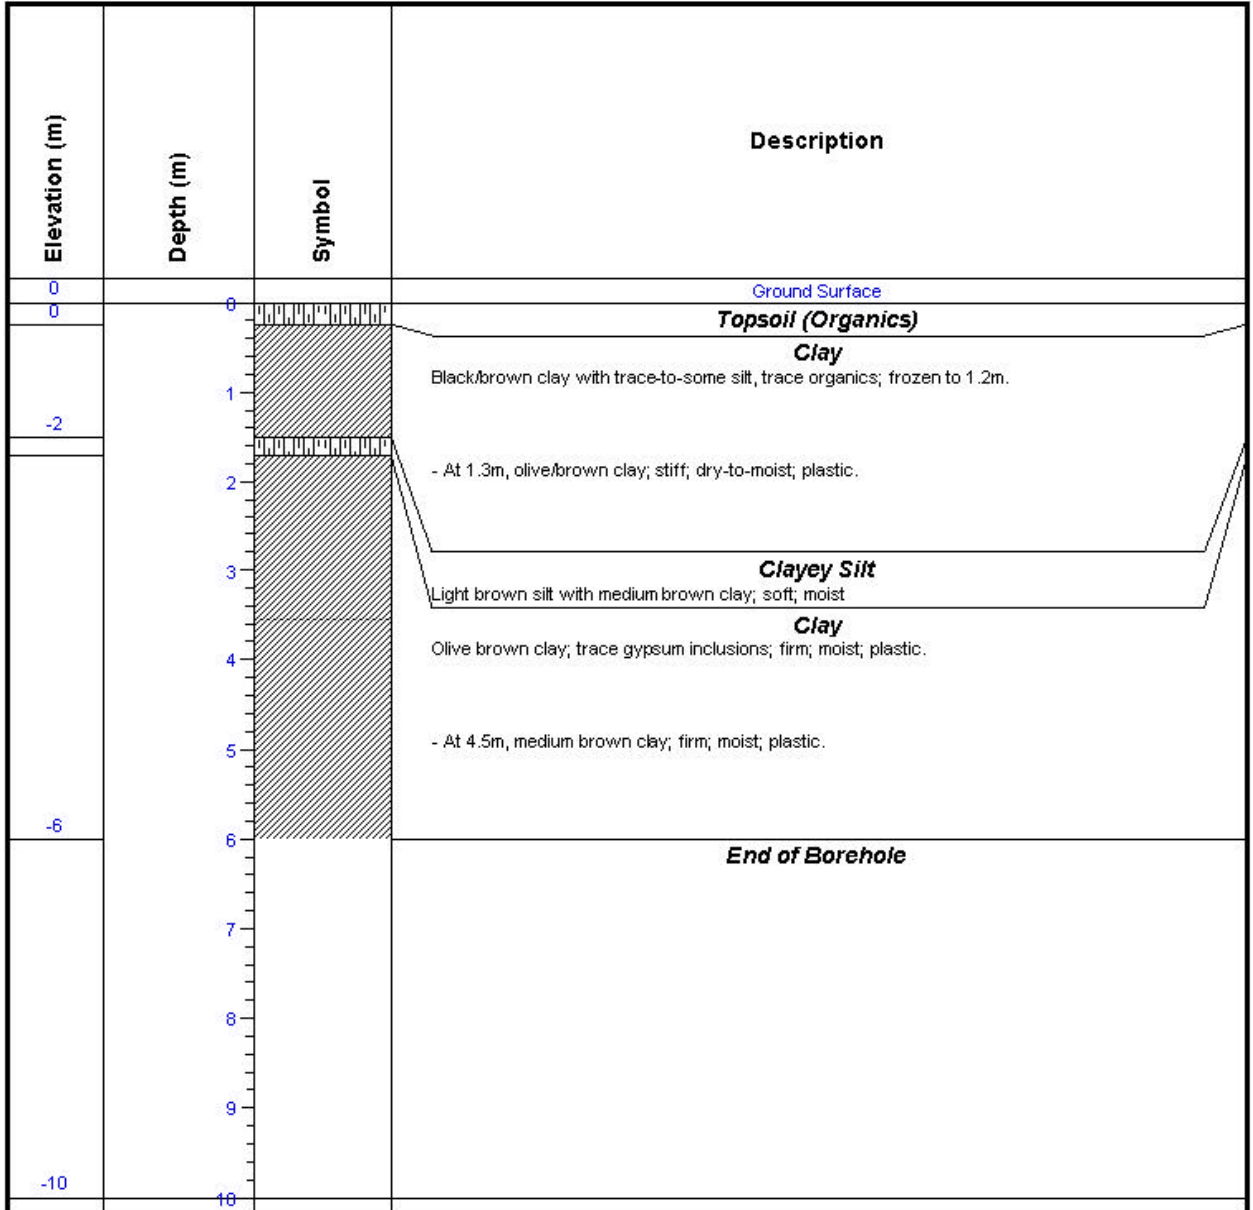 Elevation (m)
Depth (m)
Symbol
Description
0
Ground Surface
0
0
Topsoil (Organics)
Clay
Black/brown clay with trace-to-some silt, trace organics; frozen to 1.2m.
1
-2
- At 1.3m, olive/brown clay; stiff; dry-to-moist; plastic.
2
Clayey Silt
3
Light brown silt with medium brown clay; soft; moist
Clay
Olive brown clay; trace gypsum inclusions; firm; moist; plastic.
4
- At 4.5m, medium brown clay; firm; moist; plastic.
5
-6
6
End of Borehole
7
8
9
-10
10